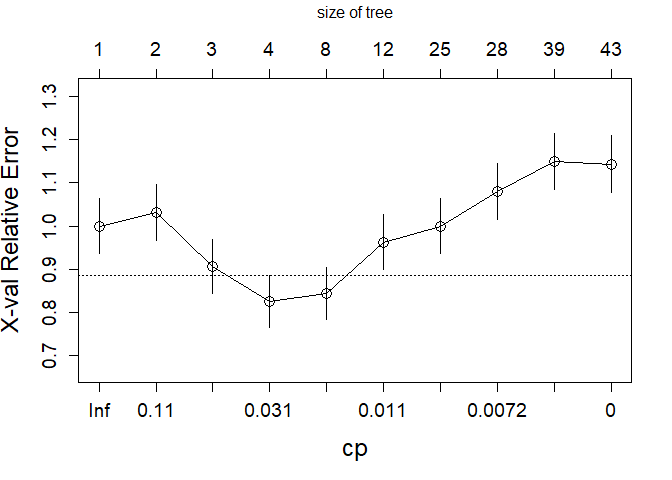 size of tree
1 2 3 4 8 12 25 28 39 43
X-val Relative Error
1.3
1.2
1.1
1.0
0.9
0.8
0.7
Inf 0.11 0.031 0.011 0.0072 0
cp